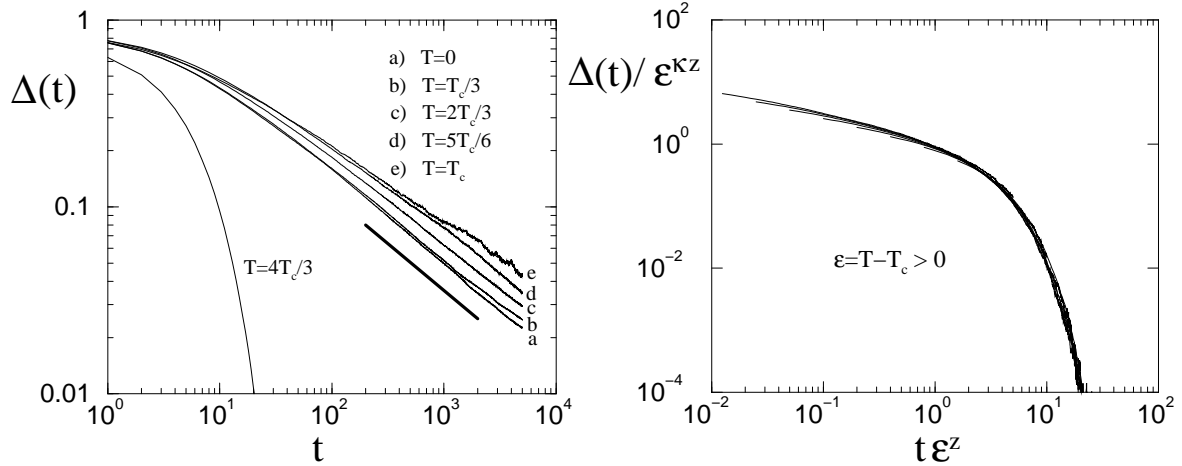 1
Δ(t)
0.1
0.01
10^0
10^1
10^2
10^3
10^4
t
a) T=0
b) T=T_c/3
c) T=2T_c/3
d) T=5T_c/6
e) T=T_c
T=4T_c/3
e
d
c
b
a
10^2
Δ(t)/ε^κz
10^0
10^−2
10^−4
ε=T−T_c > 0
10^−2
10^−1
10^0
10^1
10^2
t ε^z